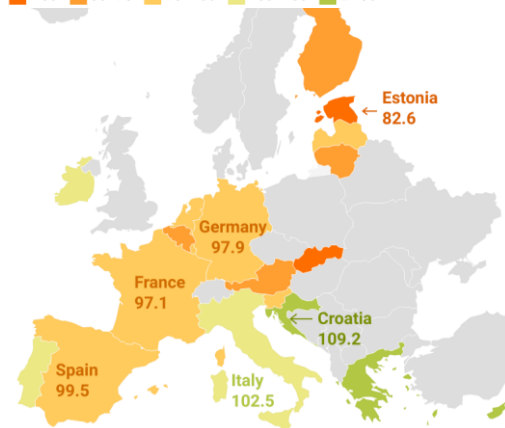 Estonia
82.6
Germany
97.9
France
97.1
Croatia
109.2
Spain
99.5
Italy
102.5